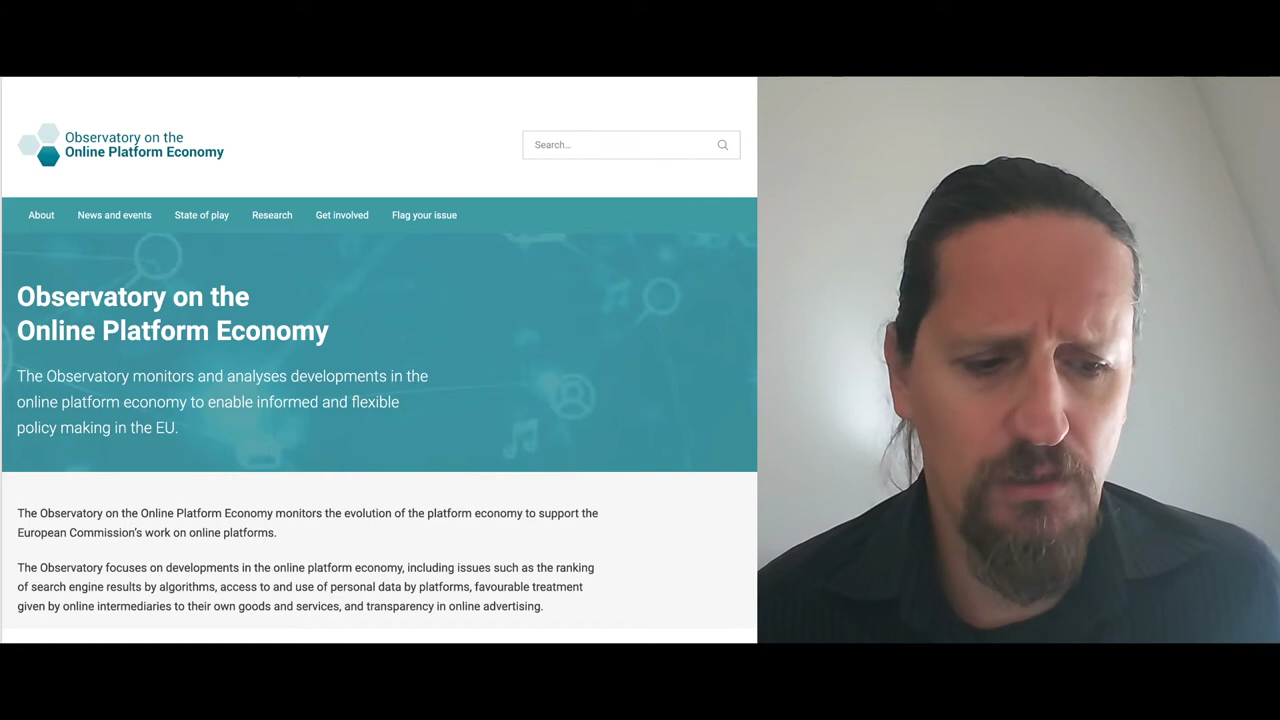 Observatory on the
Online Platform Economy
Search...
About
News and events
State of play
Research
Get involved
Flag your issue
Observatory on the
Online Platform Economy
The Observatory monitors and analyses developments in the
online platform economy to enable informed and flexible
policy making in the EU.
The Observatory on the Online Platform Economy monitors the evolution of the platform economy to support the
European Commission's work on online platforms.
The Observatory focuses on developments in the online platform economy, including issues such as the ranking
of search engine results by algorithms, access to and use of personal data by platforms, favourable treatment
given by online intermediaries to their own goods and services, and transparency in online advertising.